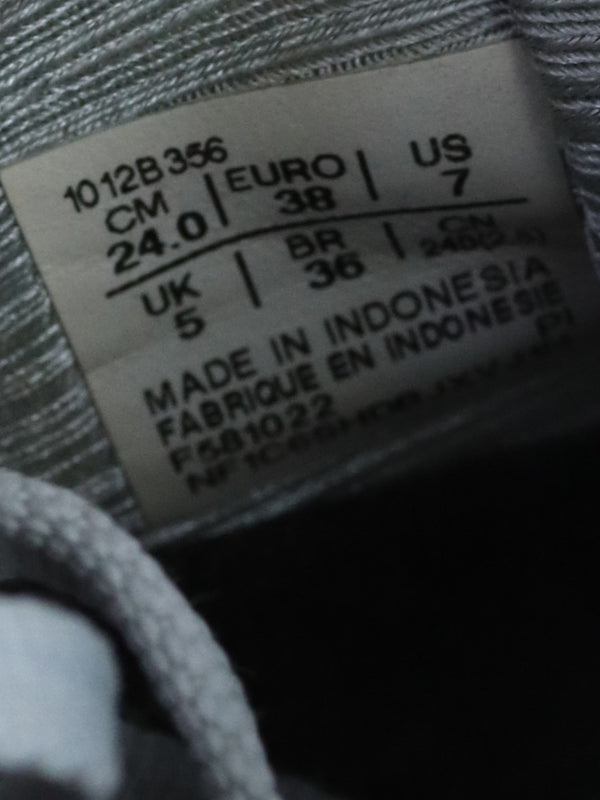 1012B356
CM | EURO | US
24.0 | 38 | 7
UK | BR | CN
5 | 36
MADE IN INDONESIA
FABRIQUE EN INDONESIE
F581022 PI